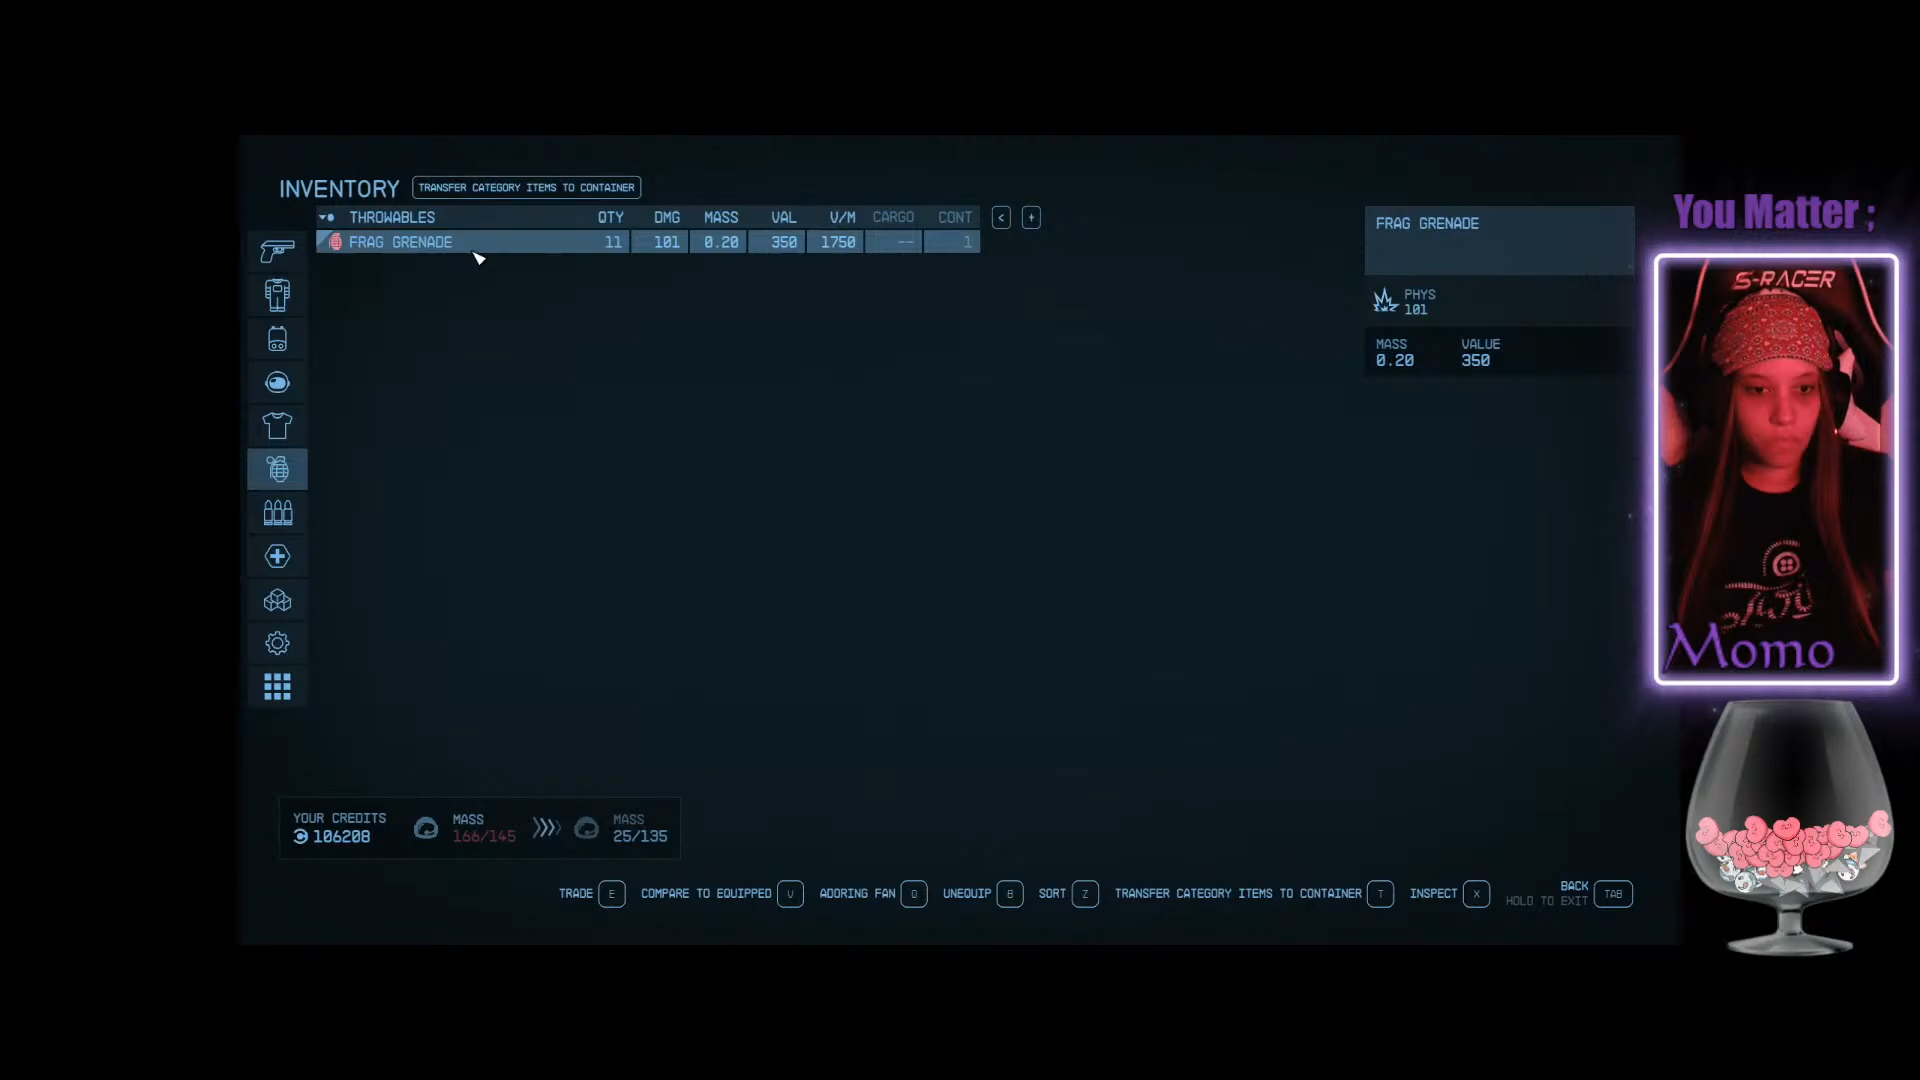 INVENTORY TRANSFER CATEGORY ITEMS TO CONTAINER
THROWABLES QTY DMG MASS VAL V/M CARGO CONT < +
FRAG GRENADE 11 101 0.20 350 1750 -- 1
FRAG GRENADE
PHYS
101
MASS VALUE
0.20 350
You Matter ;
S-RACER
Momo
YOUR CREDITS MASS MASS
106208 166/145 25/135
TRADE E COMPARE TO EQUIPPED V ADORING FAN Q UNEQUIP B SORT Z TRANSFER CATEGORY ITEMS TO CONTAINER T INSPECT X BACK TAB
HOLD TO EXIT